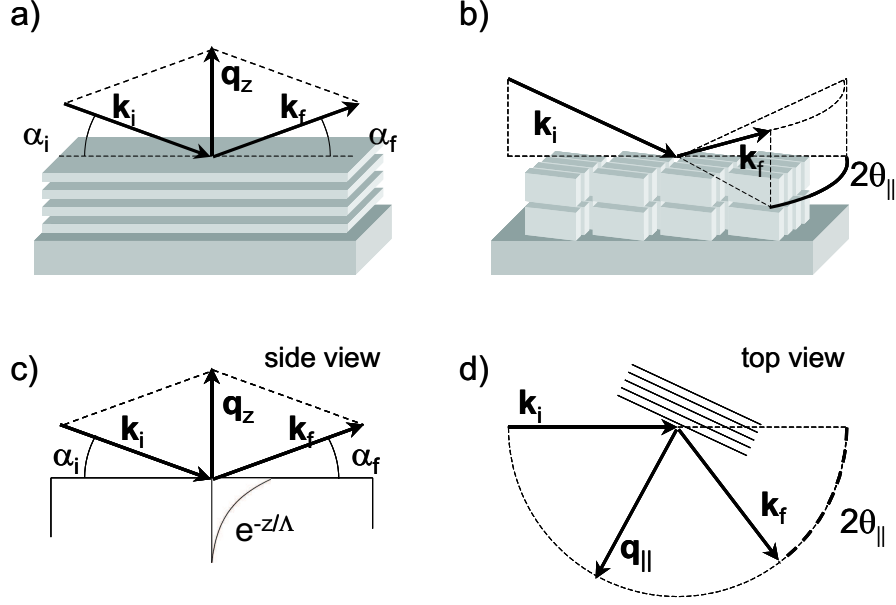 a)
q_z
k_i
k_f
α_i
α_f
b)
k_i
k_f
2θ_||
c)
side view
q_z
k_i
k_f
α_i
α_f
e^-z/Λ
d)
top view
k_i
k_f
q_||
2θ_||